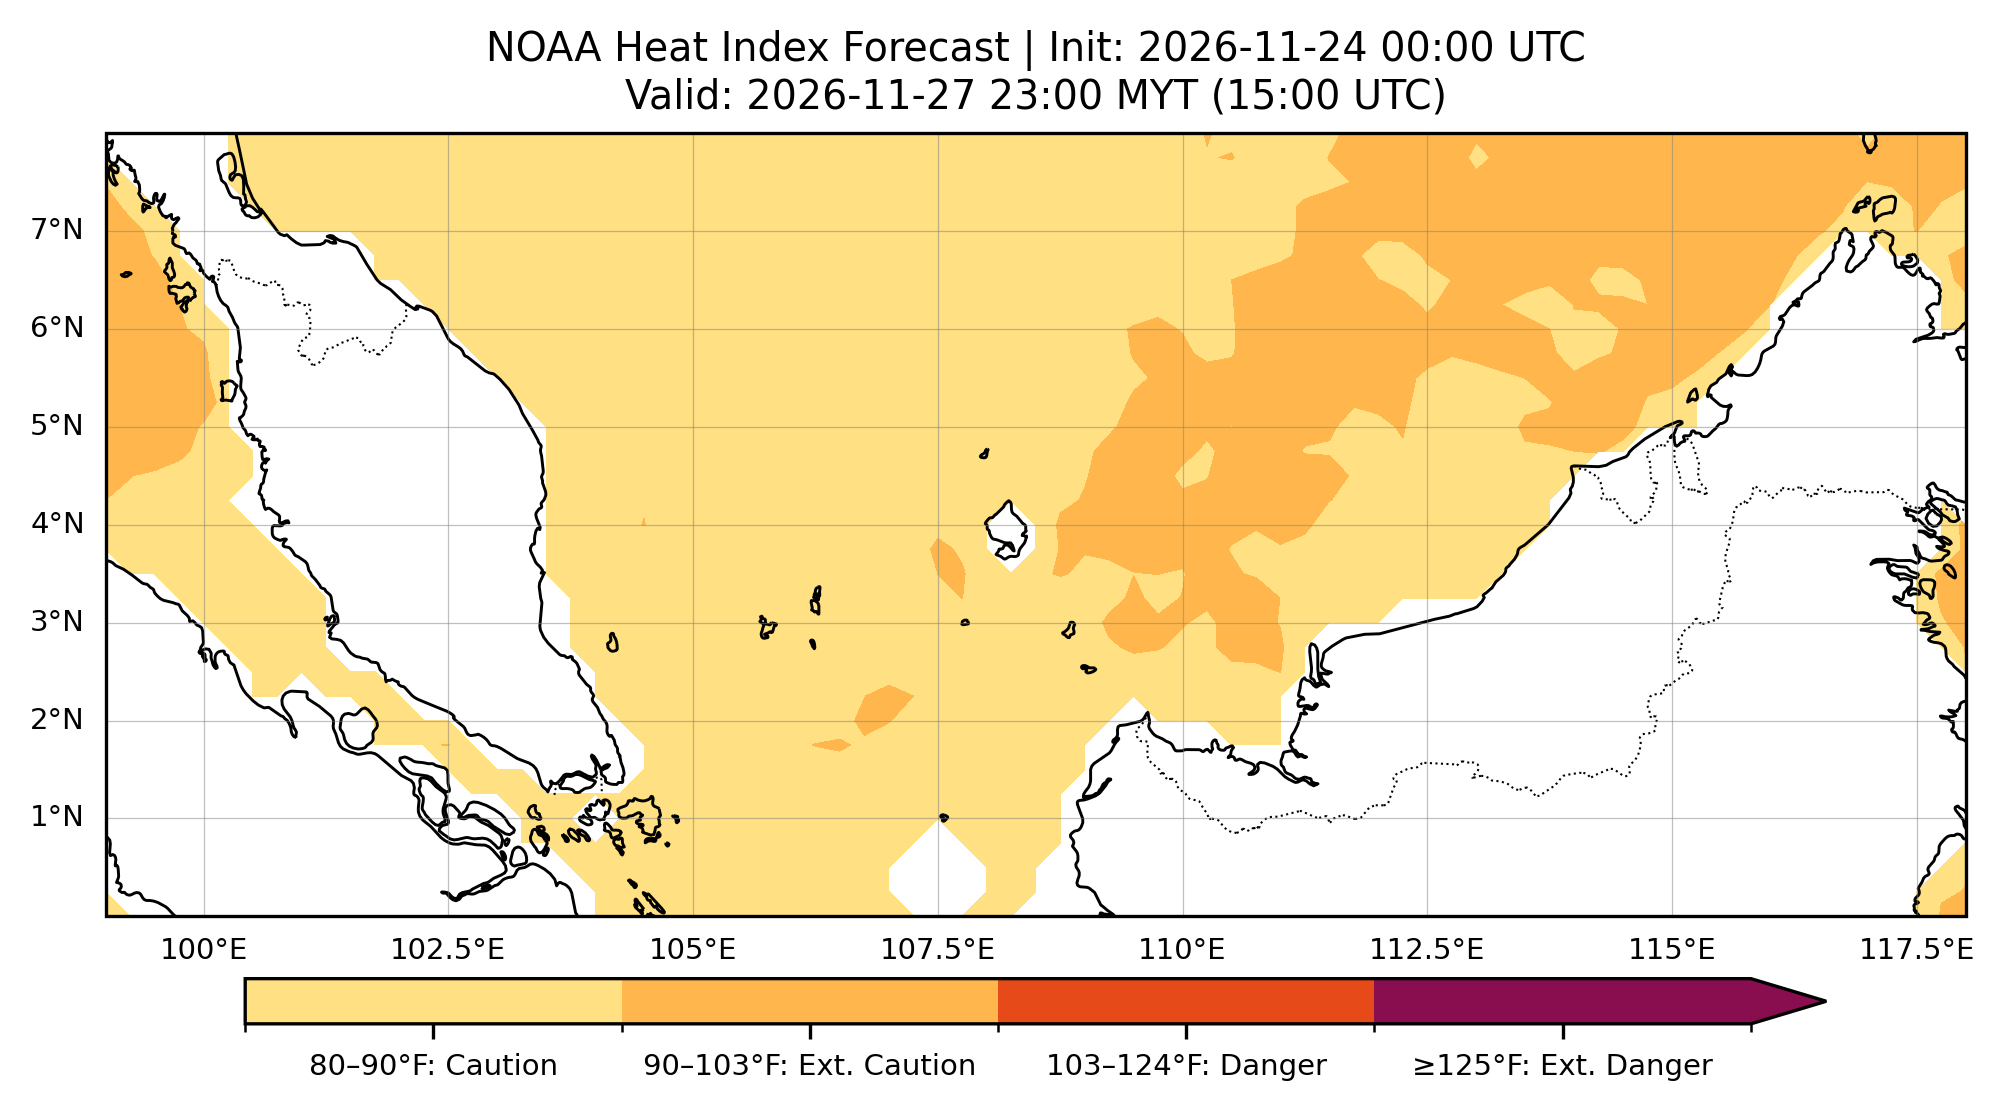 NOAA Heat Index Forecast | Init: 2026-11-24 00:00 UTC
Valid: 2026-11-27 23:00 MYT (15:00 UTC)
7°N
6°N
5°N
4°N
3°N
2°N
1°N
100°E 102.5°E 105°E 107.5°E 110°E 112.5°E 115°E 117.5°E
80–90°F: Caution 90–103°F: Ext. Caution 103–124°F: Danger ≥125°F: Ext. Danger